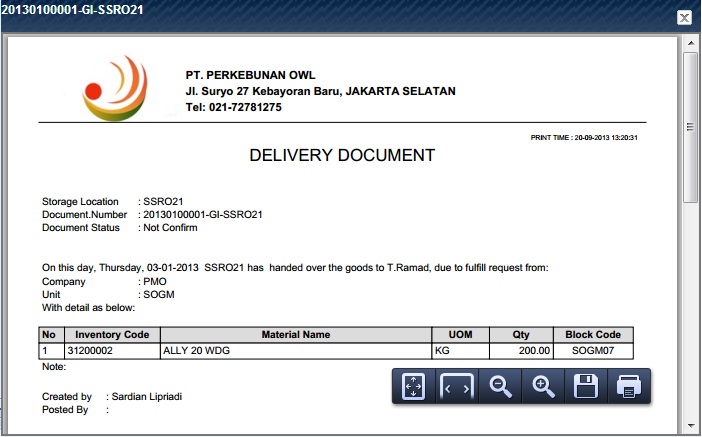 20130100001-GI-SSRO21
PT. PERKEBUNAN OWL
Jl. Suryo 27 Kebayoran Baru, JAKARTA SELATAN
Tel: 021-72781275
PRINT TIME : 20-09-2013 13:20:31
DELIVERY DOCUMENT
Storage Location : SSRO21
Document.Number : 20130100001-GI-SSRO21
Document Status : Not Confirm
On this day, Thursday, 03-01-2013 SSRO21 has handed over the goods to T.Ramad, due to fulfill request from:
Company : PMO
Unit : SOGM
With detail as below:
No Inventory Code Material Name UOM Qty Block Code
1 31200002 ALLY 20 WDG KG 200.00 SOGM07
Note:
Created by : Sardian Lipriadi
Posted By :